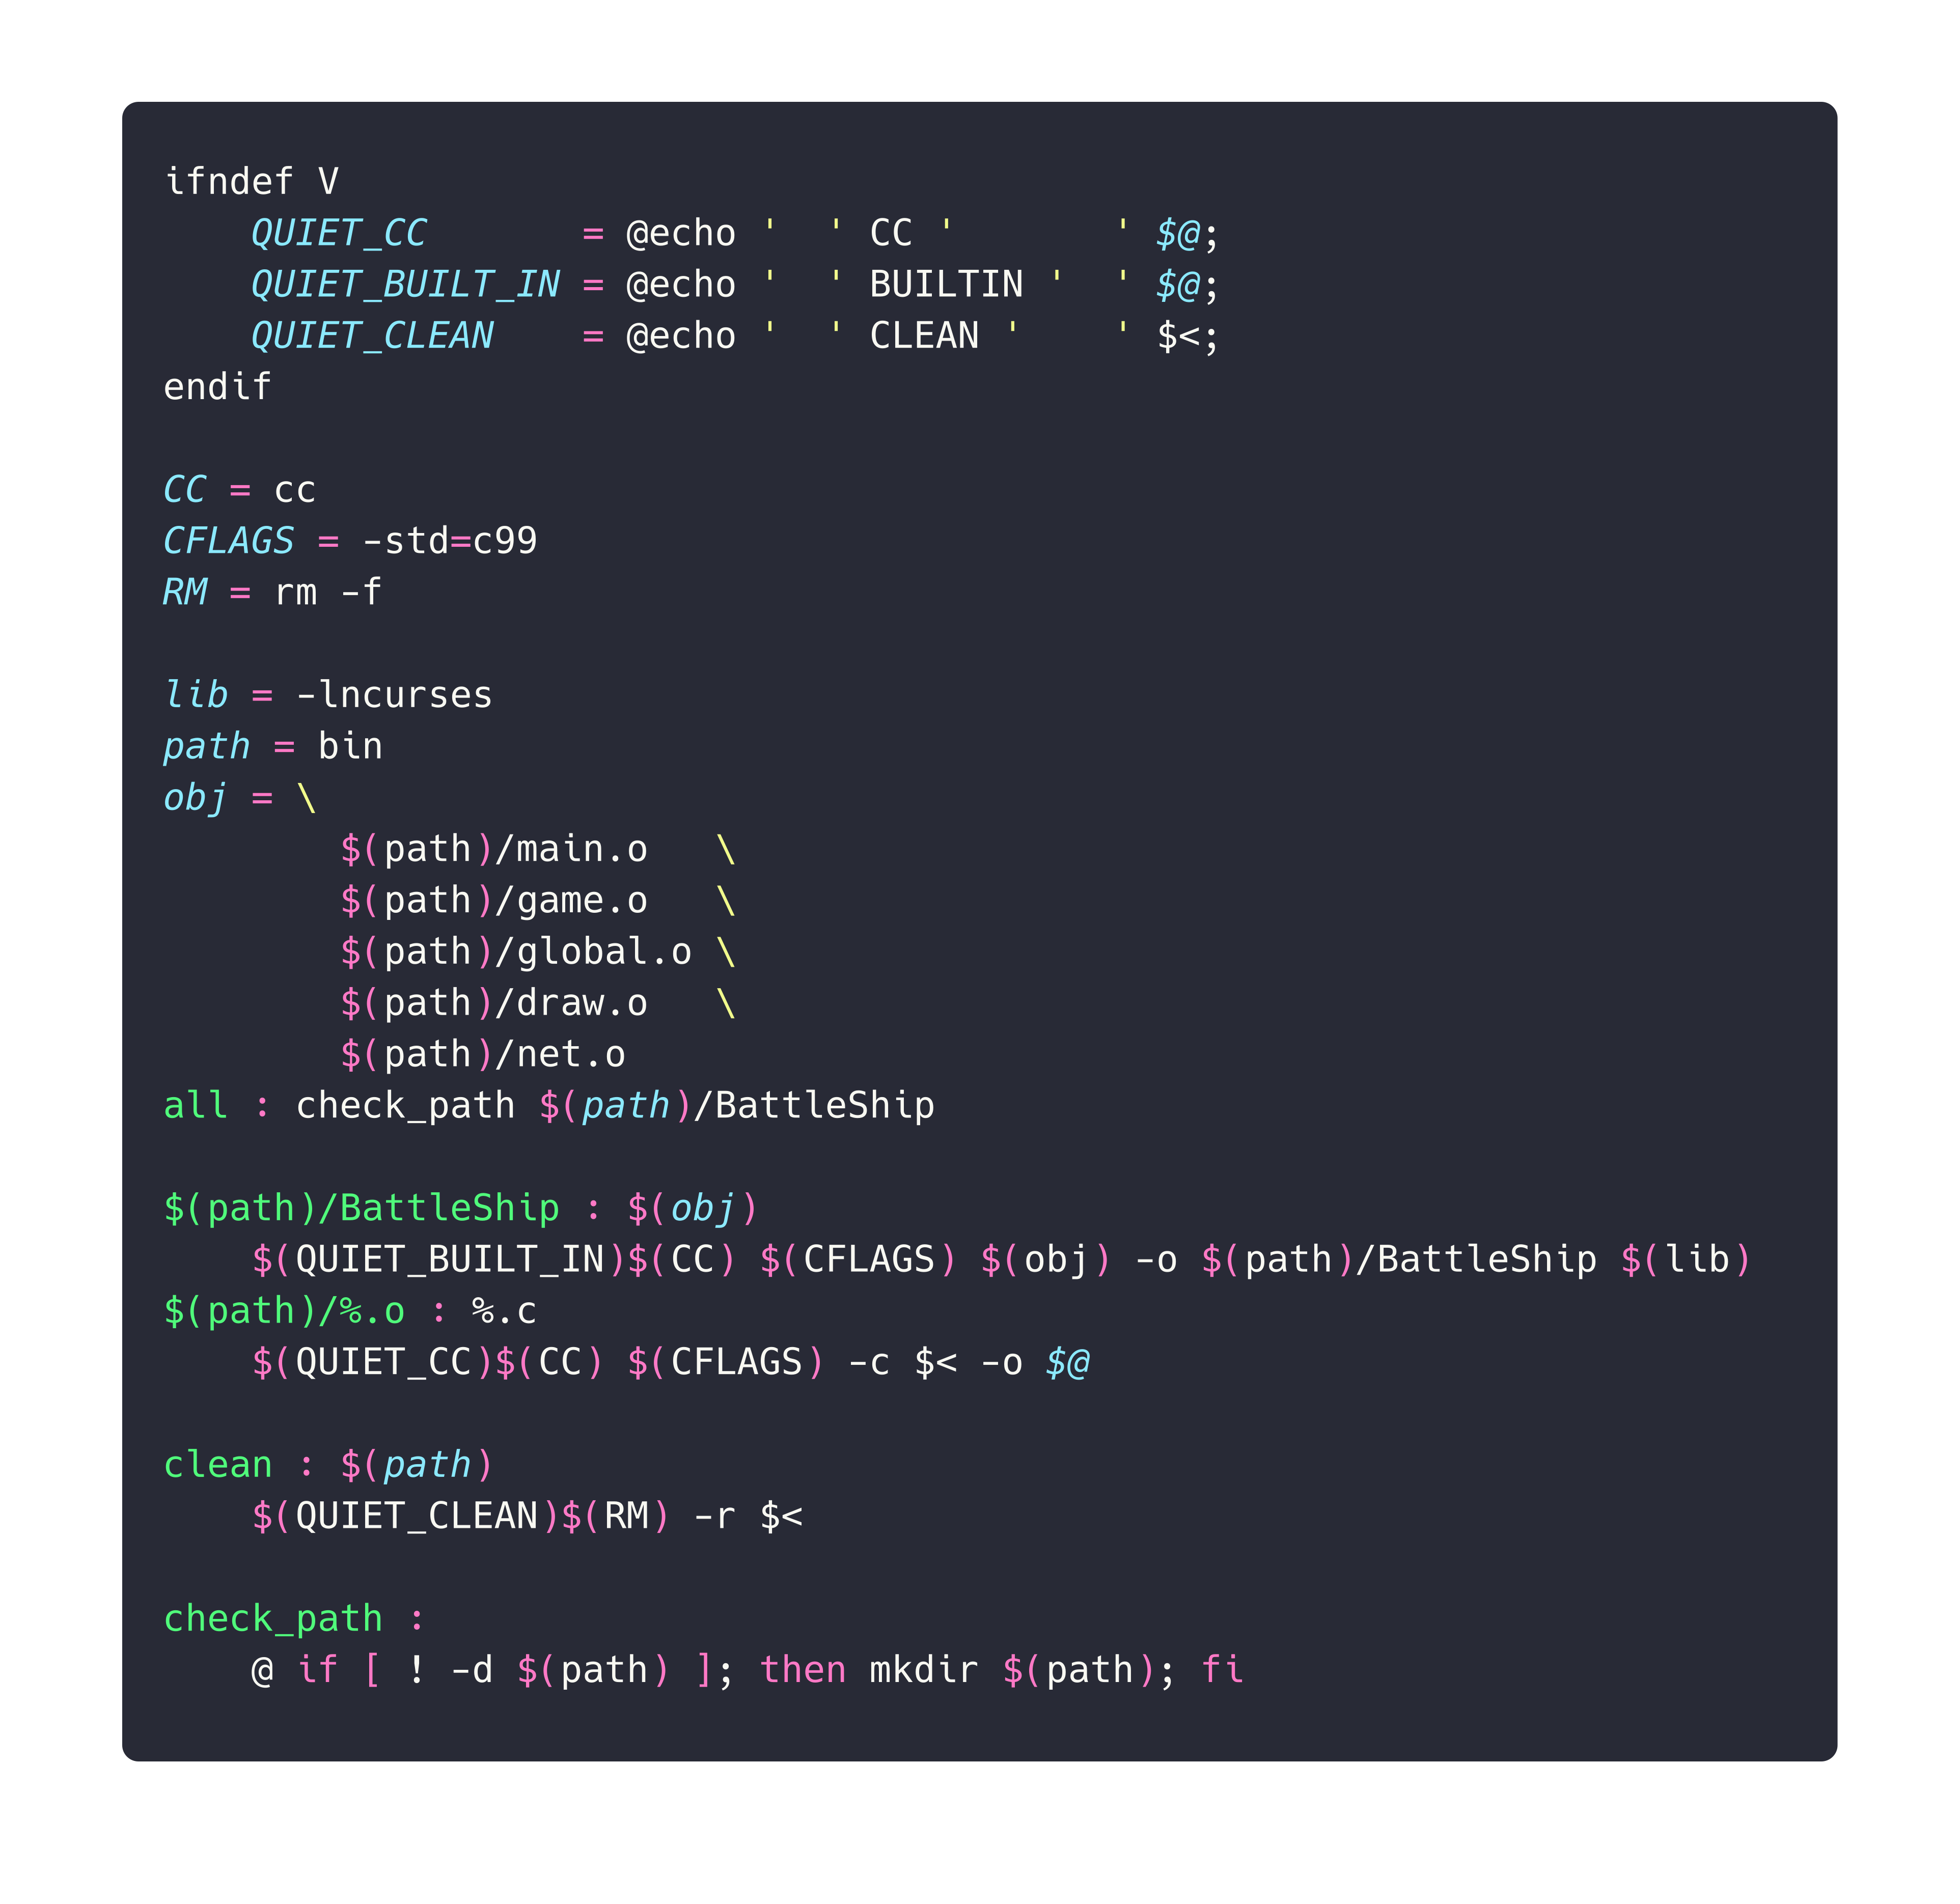 ifndef V
    QUIET_CC       = @echo '  ' CC '       ' $@;
    QUIET_BUILT_IN = @echo '  ' BUILTIN '  ' $@;
    QUIET_CLEAN    = @echo '  ' CLEAN '    ' $<;
endif

CC = cc
CFLAGS = -std=c99
RM = rm -f

lib = -lncurses
path = bin
obj = \
        $(path)/main.o   \
        $(path)/game.o   \
        $(path)/global.o \
        $(path)/draw.o   \
        $(path)/net.o
all : check_path $(path)/BattleShip

$(path)/BattleShip : $(obj)
    $(QUIET_BUILT_IN)$(CC) $(CFLAGS) $(obj) -o $(path)/BattleShip $(lib)
$(path)/%.o : %.c
    $(QUIET_CC)$(CC) $(CFLAGS) -c $< -o $@

clean : $(path)
    $(QUIET_CLEAN)$(RM) -r $<

check_path :
    @ if [ ! -d $(path) ]; then mkdir $(path); fi